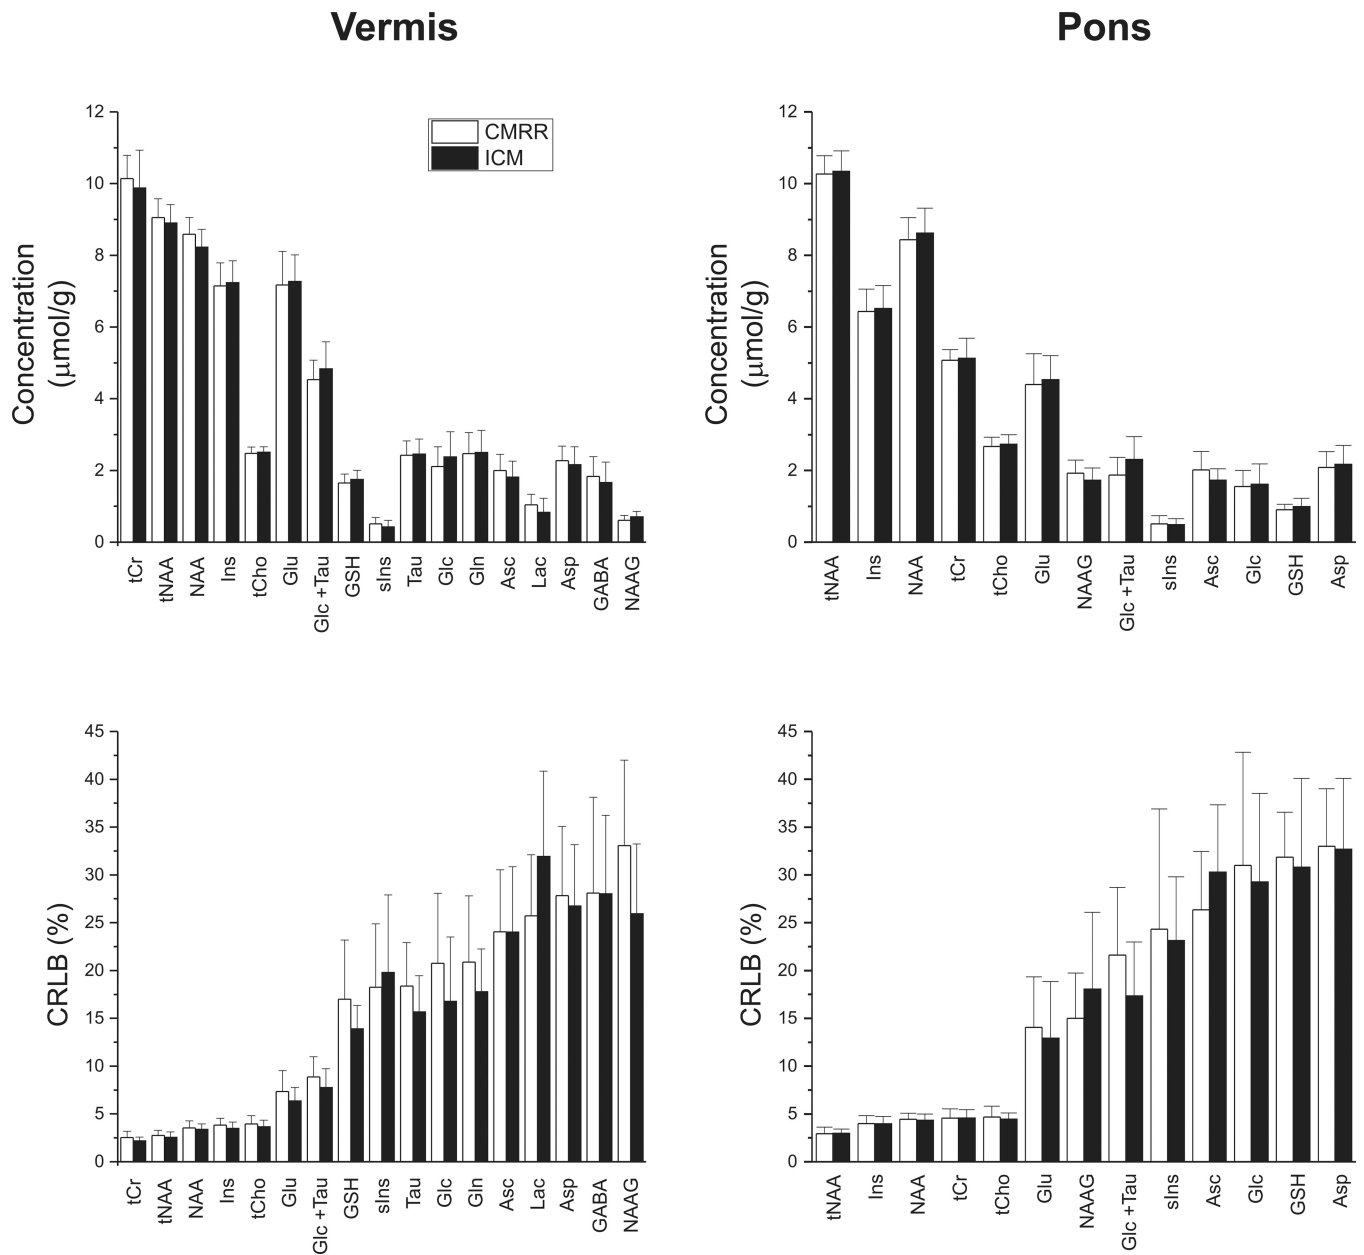 Vermis
Pons
12
10
8
6
4
2
0
Concentration
(μmol/g)
CMRR
ICM
tCr
tNAA
NAA
Ins
tCho
Glu
Glc +Tau
GSH
sIns
Tau
Glc
Gln
Asc
Lac
Asp
GABA
NAAG
12
10
8
6
4
2
0
Concentration
(μmol/g)
tNAA
Ins
NAA
tCr
tCho
Glu
NAAG
Glc +Tau
sIns
Asc
Glc
GSH
Asp
45
40
35
30
25
20
15
10
5
0
CRLB (%)
tCr
tNAA
NAA
Ins
tCho
Glu
Glc +Tau
GSH
sIns
Tau
Glc
Gln
Asc
Lac
Asp
GABA
NAAG
45
40
35
30
25
20
15
10
5
0
CRLB (%)
tNAA
Ins
NAA
tCr
tCho
Glu
NAAG
Glc +Tau
sIns
Asc
Glc
GSH
Asp